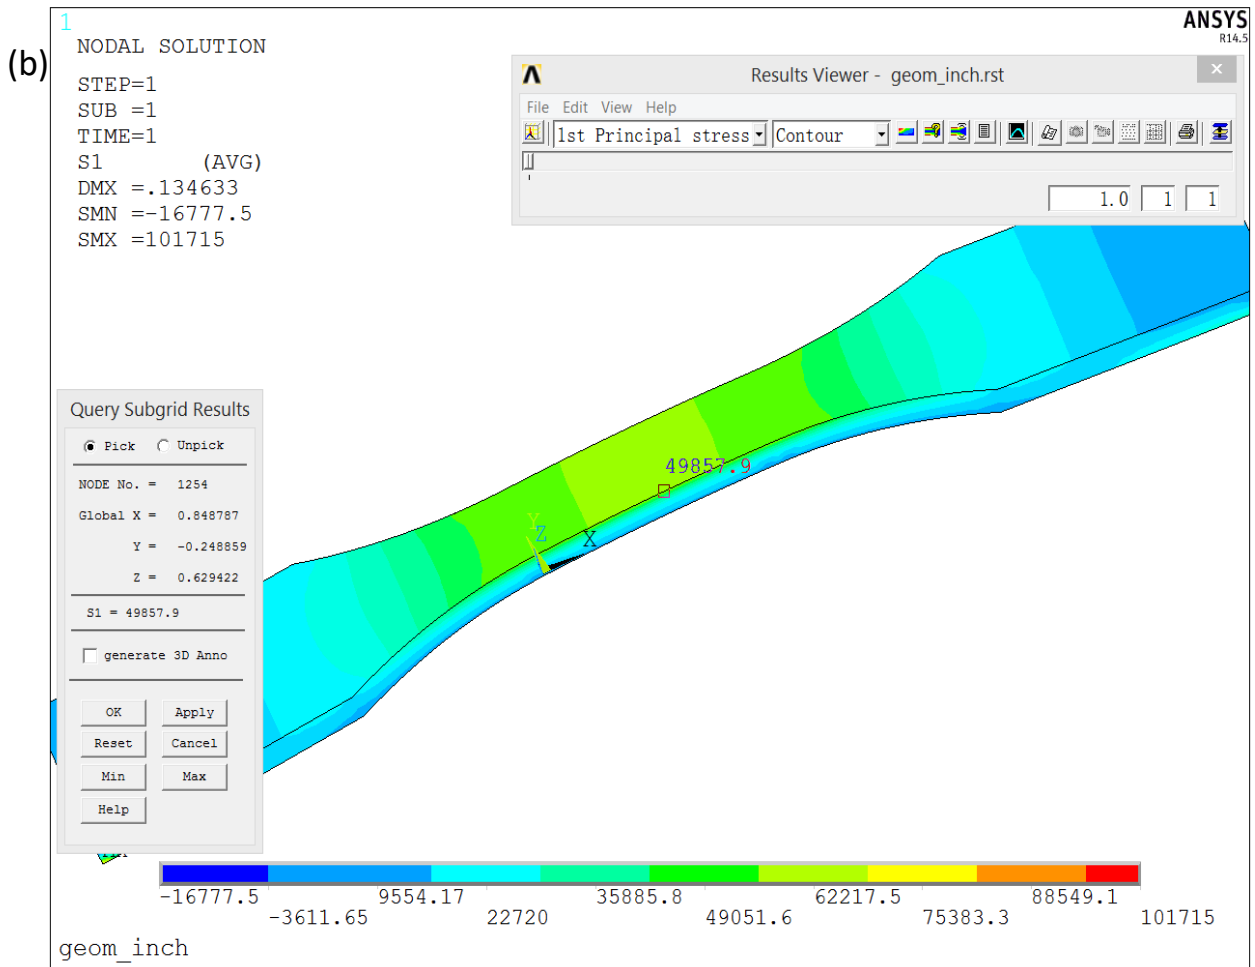 (b)
1
NODAL SOLUTION
STEP=1
SUB =1
TIME=1
S1 (AVG)
DMX =.134633
SMN =-16777.5
SMX =101715
ANSYS
R14.5
Results Viewer - geom_inch.rst
File Edit View Help
1st Principal stress Contour
1.0 1 1
49857.9
Y
Z
X
Query Subgrid Results
Pick Unpick
NODE No. = 1254
Global X = 0.848787
Y = -0.248859
Z = 0.629422
S1 = 49857.9
generate 3D Anno
OK Apply
Reset Cancel
Min Max
Help
-16777.5 9554.17 35885.8 62217.5 88549.1
-3611.65 22720 49051.6 75383.3 101715
geom_inch